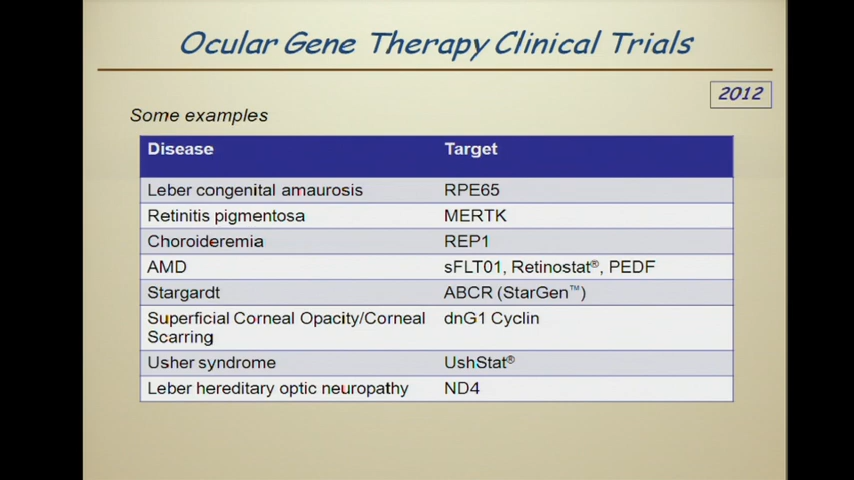 Ocular Gene Therapy Clinical Trials
2012
Some examples
Disease Target
Leber congenital amaurosis RPE65
Retinitis pigmentosa MERTK
Choroideremia REP1
AMD sFLT01, Retinostat®, PEDF
Stargardt ABCR (StarGen™)
Superficial Corneal Opacity/Corneal dnG1 Cyclin
Scarring
Usher syndrome UshStat®
Leber hereditary optic neuropathy ND4